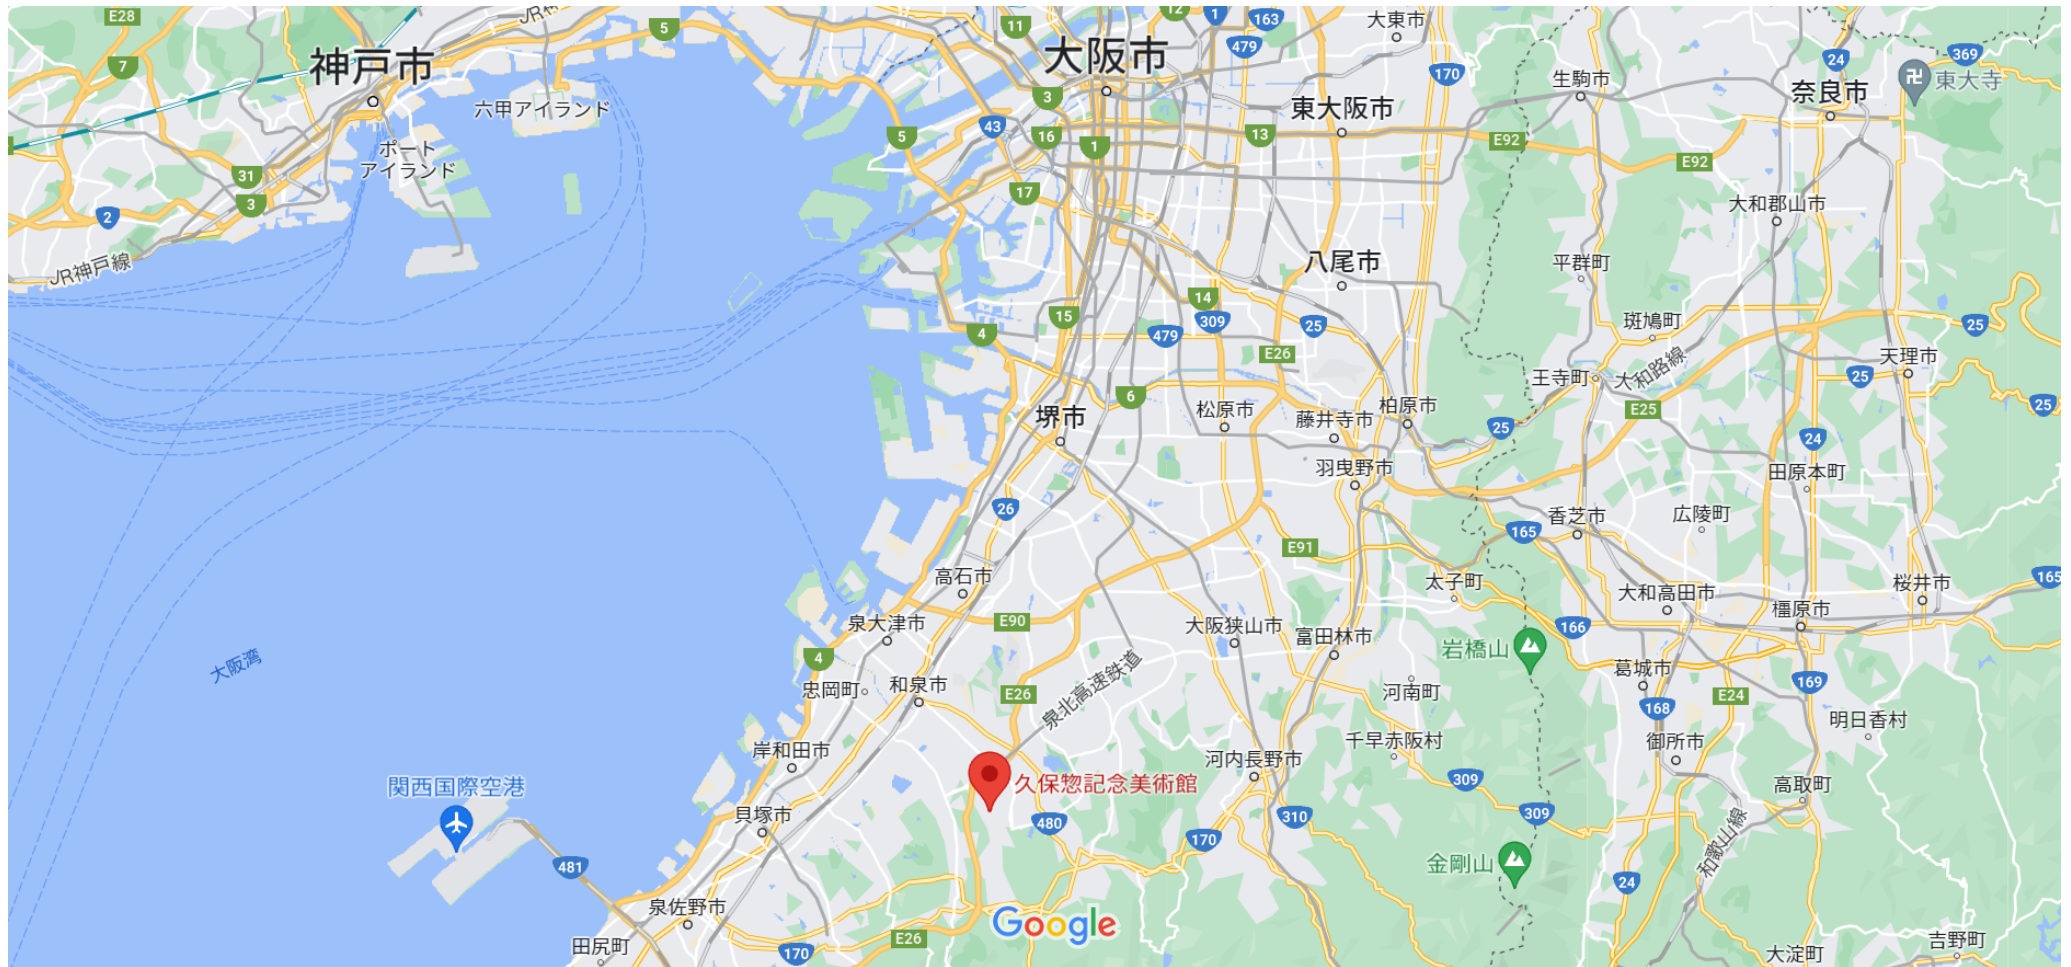 E28
7
神戸市
JR
5
六甲アイランド
ポート
アイランド
31
3
2
JR神戸線
11
12
1
163
479
大東市
大阪市
3
170
生駒市
24
369
奈良市
東大寺
東大阪市
5
43
16
1
13
E92
E92
17
大和郡山市
八尾市
平群町
14
15
309
25
斑鳩町
25
4
479
E26
天理市
王寺町
大和路線
25
6
E25
25
堺市
松原市
藤井寺市
柏原市
25
24
羽曳野市
田原本町
26
香芝市
広陵町
165
E91
高石市
太子町
大和高田市
桜井市
165
泉大津市
E90
大阪狭山市
富田林市
166
橿原市
大阪湾
4
岩橋山
葛城市
忠岡町
和泉市
E26
泉北高速鉄道
河南町
E24
169
168
明日香村
岸和田市
千早赤阪村
御所市
河内長野市
関西国際空港
久保惣記念美術館
309
高取町
貝塚市
480
310
309
170
和歌山線
481
金剛山
24
泉佐野市
Google
E26
田尻町
170
吉野町
大淀町